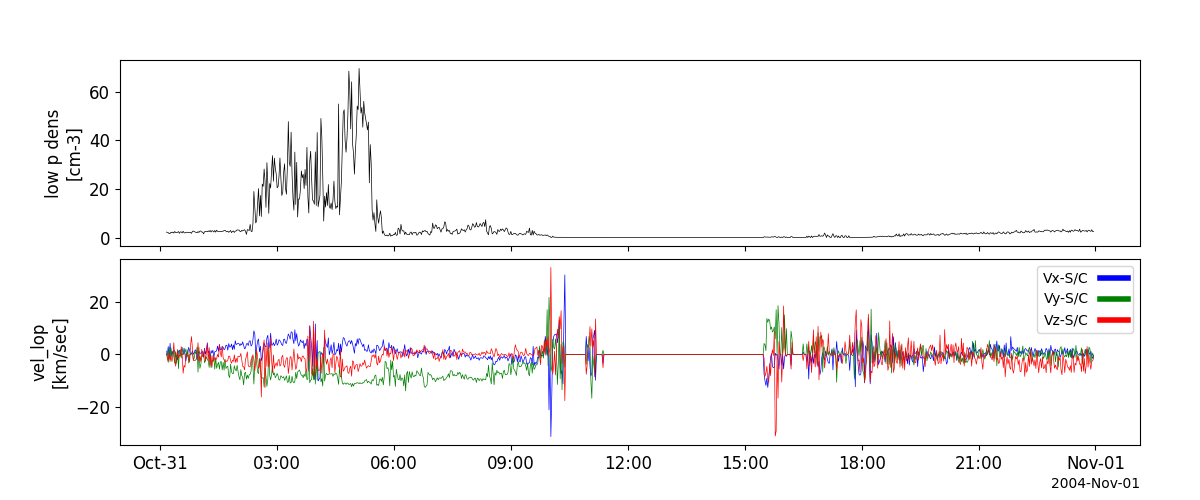 low p dens
[cm-3]
60
40
20
0
vel_lop
[km/sec]
20
0
−20
Vx-S/C
Vy-S/C
Vz-S/C
Oct-31 03:00 06:00 09:00 12:00 15:00 18:00 21:00 Nov-01
2004-Nov-01